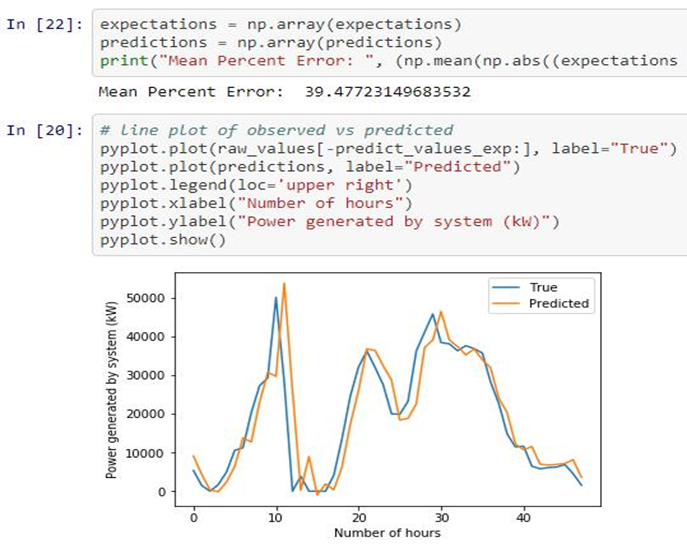 In [22]: expectations = np.array(expectations)
predictions = np.array(predictions)
print("Mean Percent Error: ", (np.mean(np.abs((expectations
Mean Percent Error:  39.47723149683532
In [20]: # line plot of observed vs predicted
pyplot.plot(raw_values[-predict_values_exp:], label="True")
pyplot.plot(predictions, label="Predicted")
pyplot.legend(loc='upper right')
pyplot.xlabel("Number of hours")
pyplot.ylabel("Power generated by system (kW)")
pyplot.show()
True
Predicted
Power generated by system (kW)
50000
40000
30000
20000
10000
0
0 10 20 30 40
Number of hours